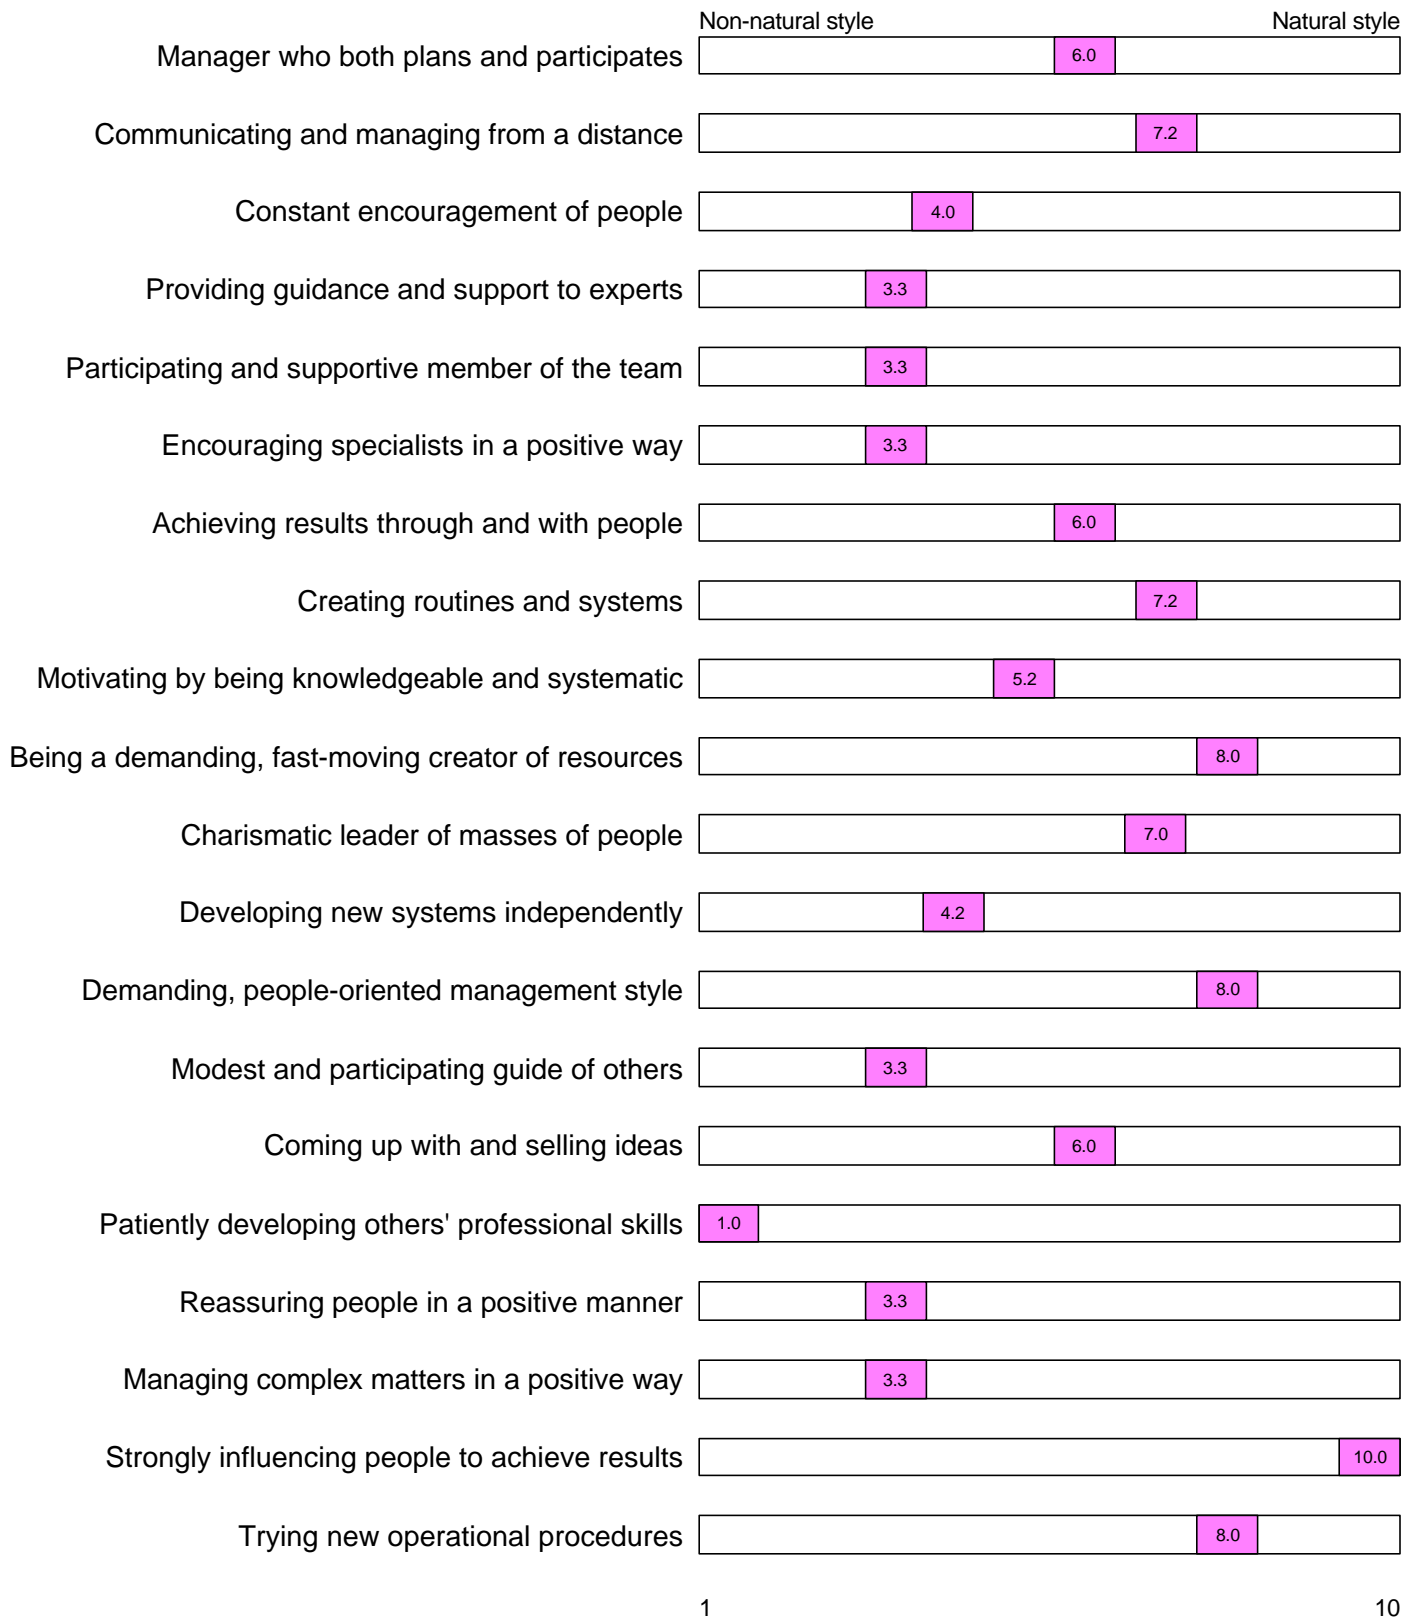 Non-natural style Natural style
Manager who both plans and participates 6.0
Communicating and managing from a distance 7.2
Constant encouragement of people 4.0
Providing guidance and support to experts 3.3
Participating and supportive member of the team 3.3
Encouraging specialists in a positive way 3.3
Achieving results through and with people 6.0
Creating routines and systems 7.2
Motivating by being knowledgeable and systematic 5.2
Being a demanding, fast-moving creator of resources 8.0
Charismatic leader of masses of people 7.0
Developing new systems independently 4.2
Demanding, people-oriented management style 8.0
Modest and participating guide of others 3.3
Coming up with and selling ideas 6.0
Patiently developing others' professional skills 1.0
Reassuring people in a positive manner 3.3
Managing complex matters in a positive way 3.3
Strongly influencing people to achieve results 10.0
Trying new operational procedures 8.0
1 10